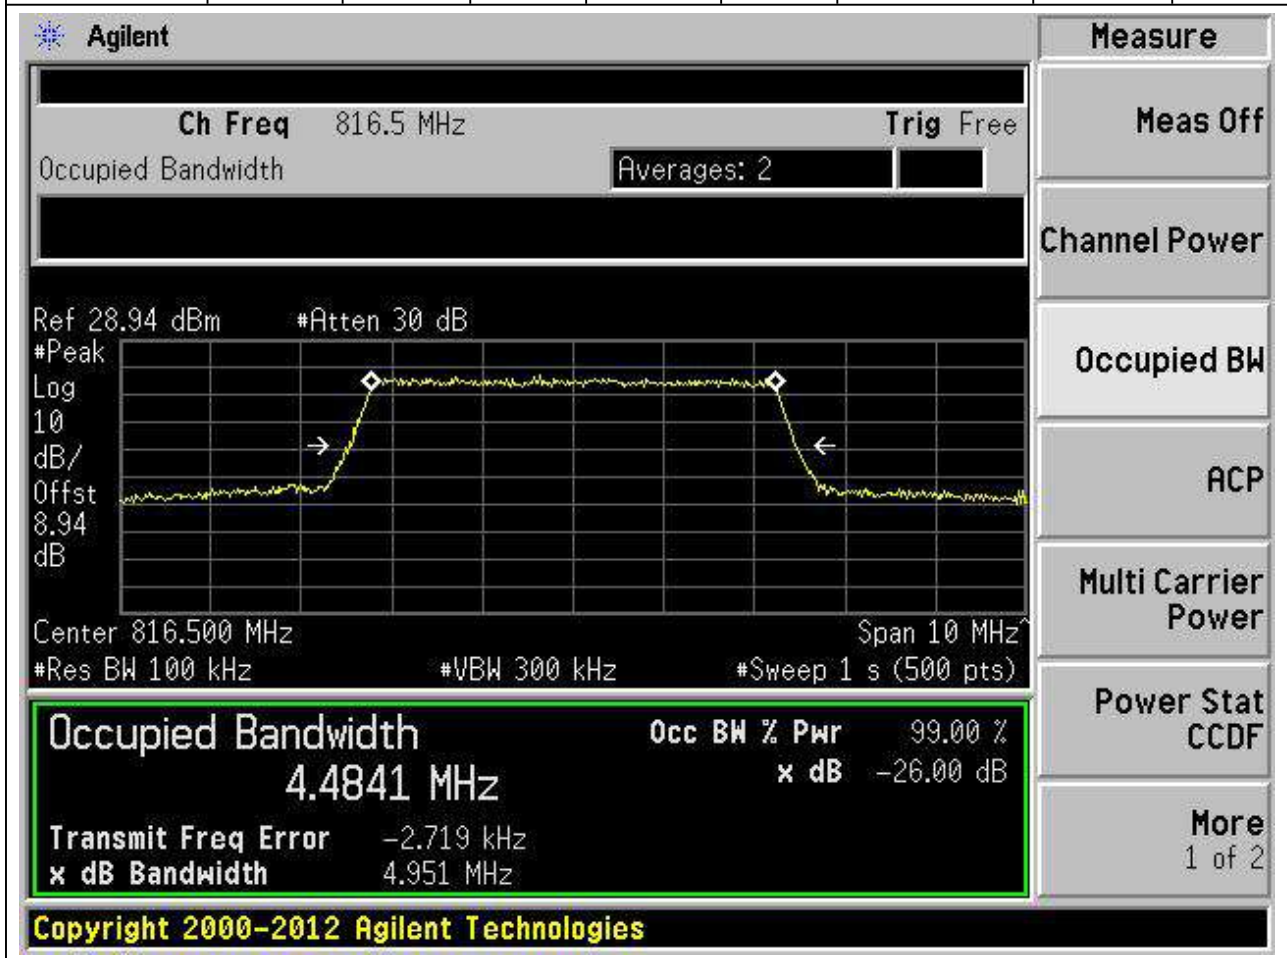 Agilent
Measure
Ch Freq 816.5 MHz Trig Free
Meas Off
Occupied Bandwidth Averages: 2
Channel Power
Ref 28.94 dBm #Atten 30 dB
#Peak
Log
10
dB/
Offst
8.94
dB
Occupied BW
ACP
Multi Carrier
Power
Center 816.500 MHz Span 10 MHz^
#Res BW 100 kHz #VBW 300 kHz #Sweep 1 s (500 pts)
Power Stat
CCDF
Occupied Bandwidth Occ BW % Pwr 99.00 %
4.4841 MHz x dB -26.00 dB
Transmit Freq Error -2.719 kHz
x dB Bandwidth 4.951 MHz
More
1 of 2
Copyright 2000-2012 Agilent Technologies